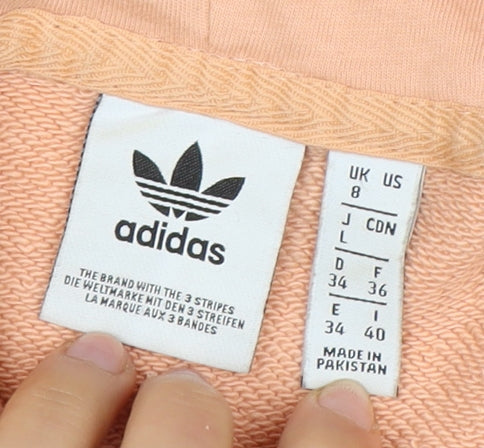 adidas
THE BRAND WITH THE 3 STRIPES
DIE WELTMARKE MIT DEN 3 STREIFEN
LA MARQUE AUX 3 BANDES
UK US
8
J CDN
L
D F
34 36
E I
34 40
MADE IN
PAKISTAN